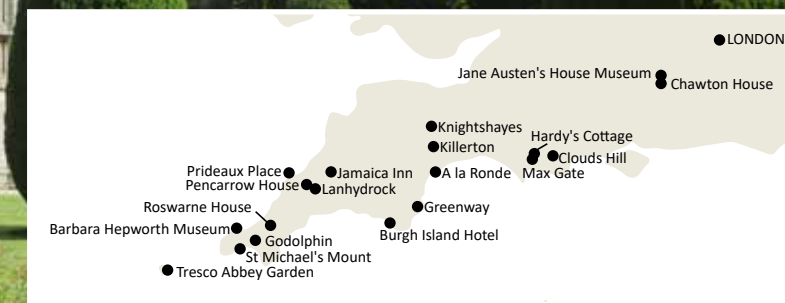 LONDON
Jane Austen's House Museum
Chawton House
Knightshayes
Hardy's Cottage
Killerton
Clouds Hill
Prideaux Place
Jamaica Inn
A la Ronde
Max Gate
Pencarrow House
Lanhydrock
Roswarne House
Greenway
Barbara Hepworth Museum
Burgh Island Hotel
Godolphin
St Michael's Mount
Tresco Abbey Garden